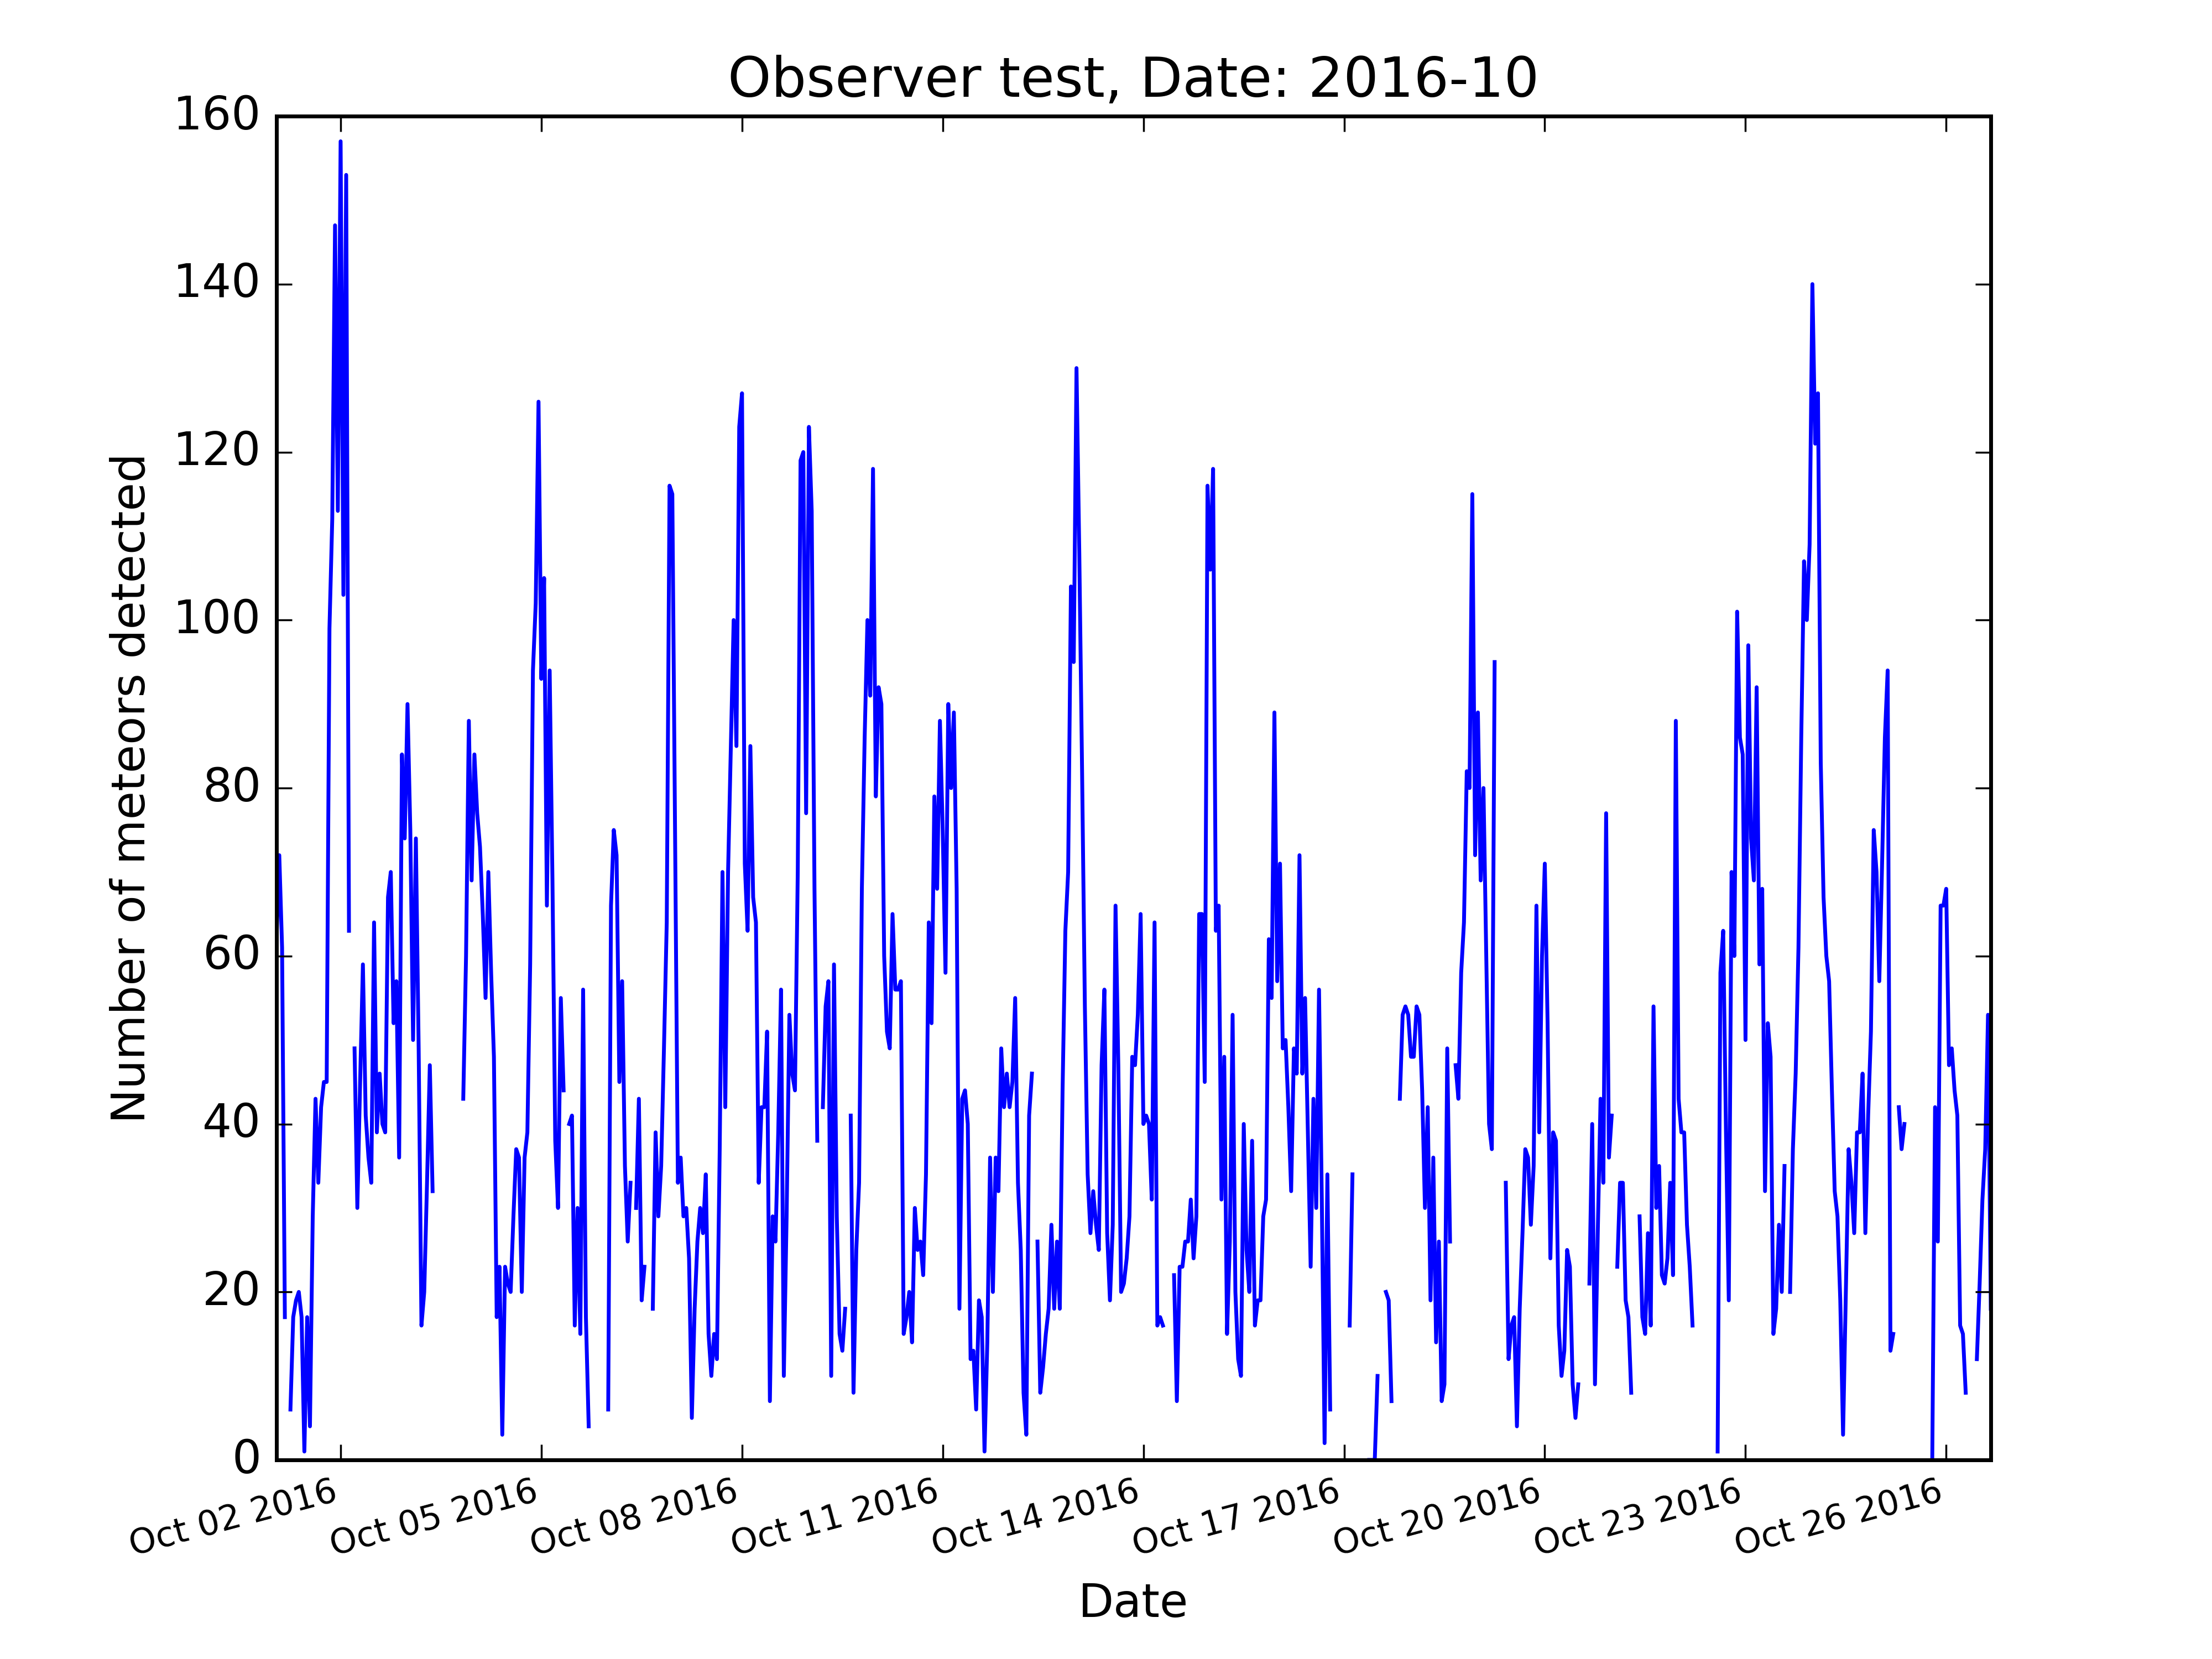 Observer test, Date: 2016-10
160
140
120
100
80
60
40
20
0
Number of meteors detected
Oct 02 2016
Oct 05 2016
Oct 08 2016
Oct 11 2016
Oct 14 2016
Oct 17 2016
Oct 20 2016
Oct 23 2016
Oct 26 2016
Date